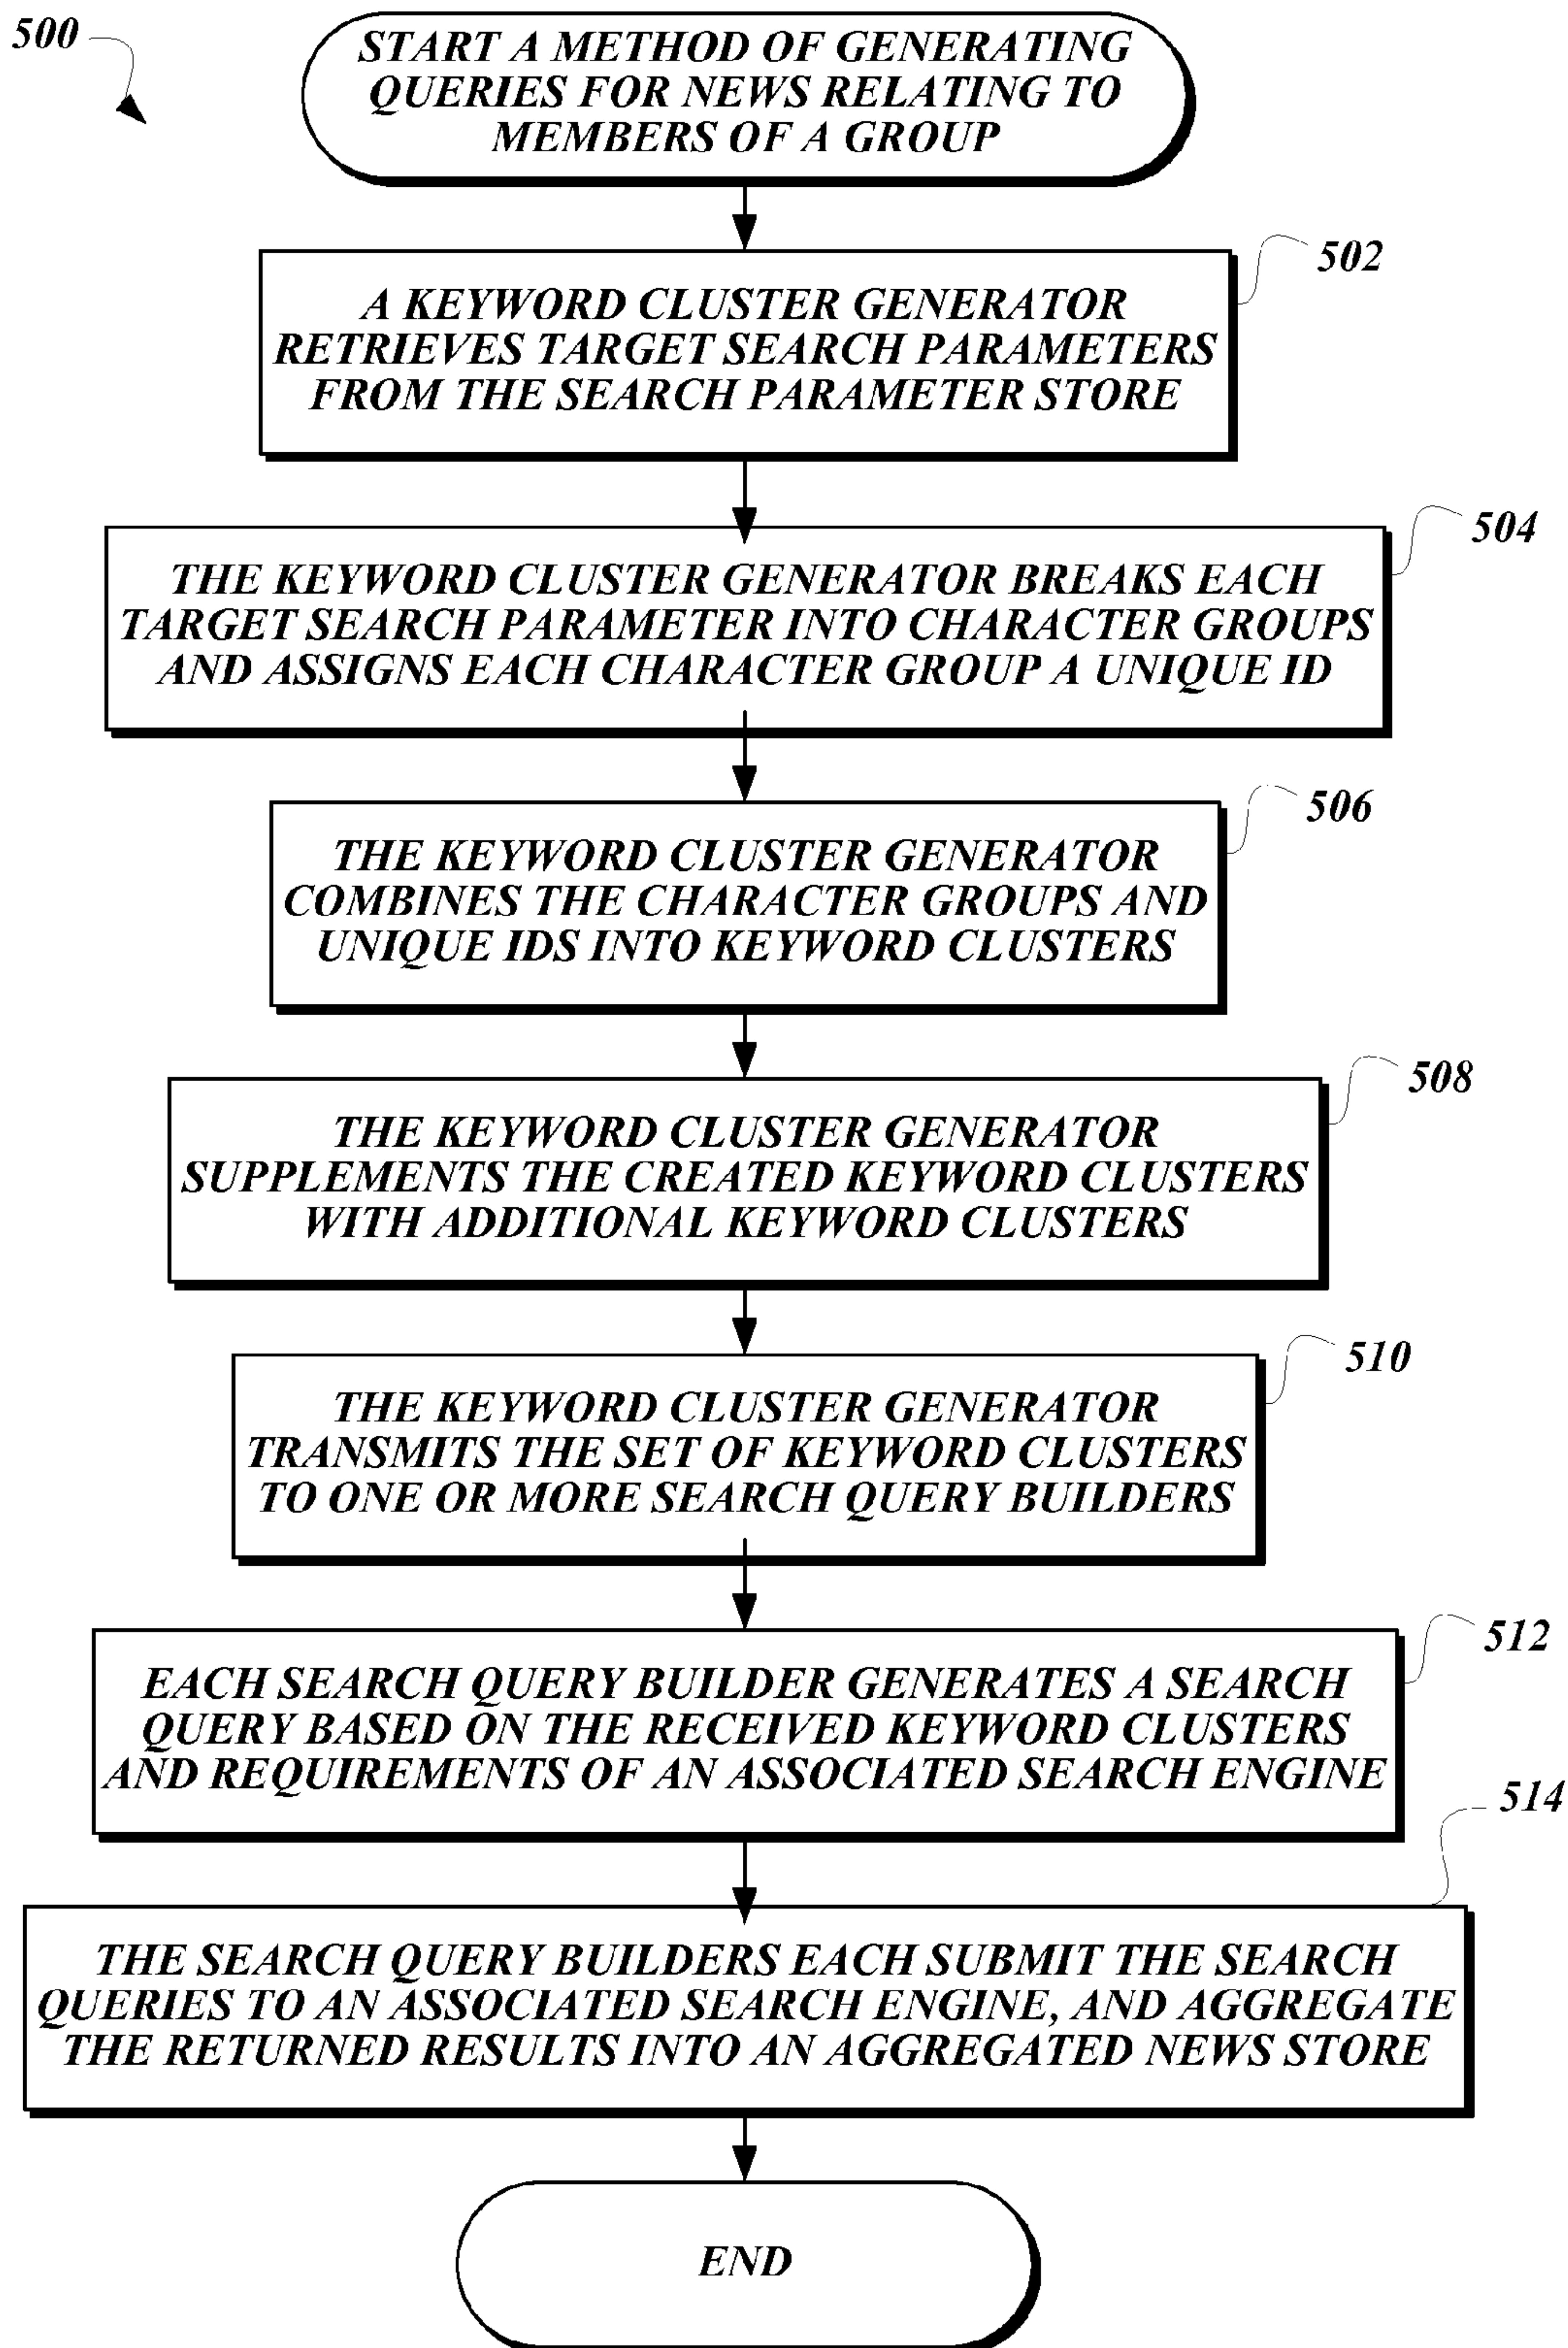 500
START A METHOD OF GENERATING
QUERIES FOR NEWS RELATING TO
MEMBERS OF A GROUP
502
A KEYWORD CLUSTER GENERATOR
RETRIEVES TARGET SEARCH PARAMETERS
FROM THE SEARCH PARAMETER STORE
504
THE KEYWORD CLUSTER GENERATOR BREAKS EACH
TARGET SEARCH PARAMETER INTO CHARACTER GROUPS
AND ASSIGNS EACH CHARACTER GROUP A UNIQUE ID
506
THE KEYWORD CLUSTER GENERATOR
COMBINES THE CHARACTER GROUPS AND
UNIQUE IDS INTO KEYWORD CLUSTERS
508
THE KEYWORD CLUSTER GENERATOR
SUPPLEMENTS THE CREATED KEYWORD CLUSTERS
WITH ADDITIONAL KEYWORD CLUSTERS
510
THE KEYWORD CLUSTER GENERATOR
TRANSMITS THE SET OF KEYWORD CLUSTERS
TO ONE OR MORE SEARCH QUERY BUILDERS
512
EACH SEARCH QUERY BUILDER GENERATES A SEARCH
QUERY BASED ON THE RECEIVED KEYWORD CLUSTERS
AND REQUIREMENTS OF AN ASSOCIATED SEARCH ENGINE
514
THE SEARCH QUERY BUILDERS EACH SUBMIT THE SEARCH
QUERIES TO AN ASSOCIATED SEARCH ENGINE, AND AGGREGATE
THE RETURNED RESULTS INTO AN AGGREGATED NEWS STORE
END